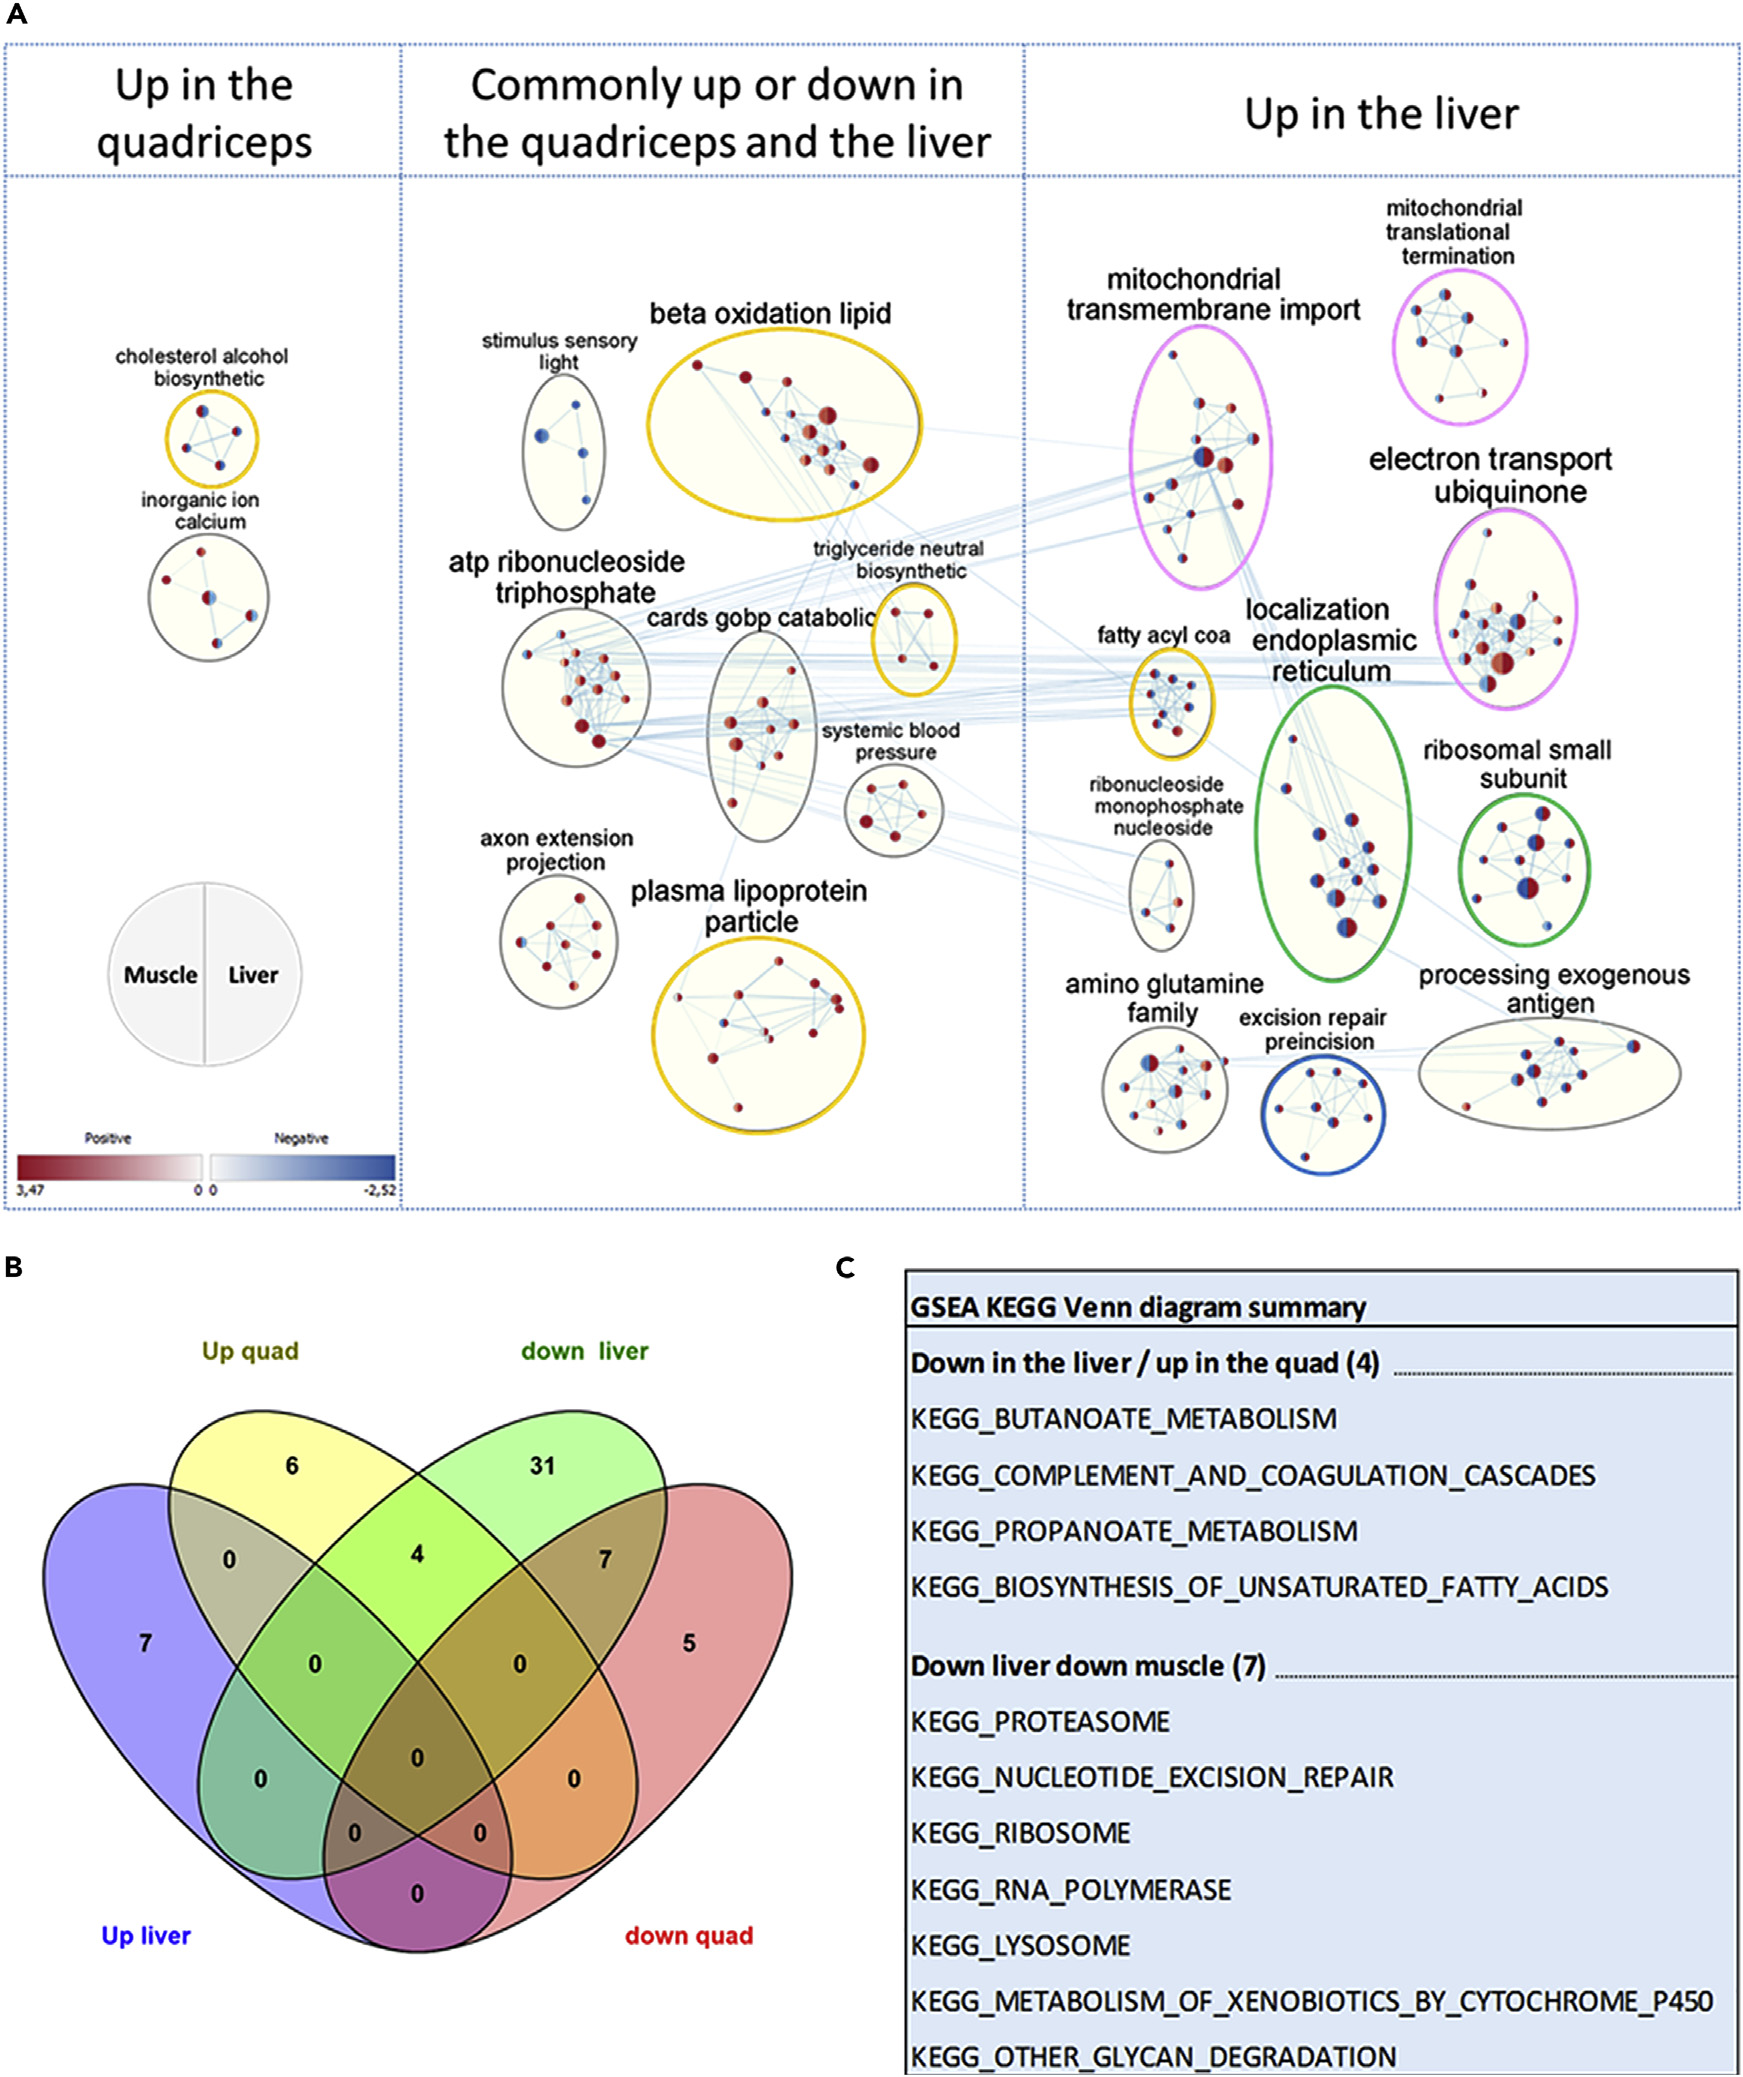 A
Up in the
quadriceps
Commonly up or down in
the quadriceps and the liver
Up in the liver
cholesterol alcohol
biosynthetic
inorganic ion
calcium
Muscle
Liver
Positive
Negative
3,47
0
0
-2,52
stimulus sensory
light
beta oxidation lipid
atp ribonucleoside
triphosphate
triglyceride neutral
biosynthetic
cards gobp catabolic
systemic blood
pressure
axon extension
projection
plasma lipoprotein
particle
mitochondrial
translational
termination
mitochondrial
transmembrane import
electron transport
ubiquinone
fatty acyl coa
localization
endoplasmic
reticulum
ribosomal small
subunit
ribonucleoside
monophosphate
nucleoside
amino glutamine
family
excision repair
preincision
processing exogenous
antigen
B
Up quad
down liver
6
31
0
4
7
7
0
0
5
0
0
0
0
0
0
Up liver
down quad
C
GSEA KEGG Venn diagram summary
Down in the liver / up in the quad (4)
KEGG_BUTANOATE_METABOLISM
KEGG_COMPLEMENT_AND_COAGULATION_CASCADES
KEGG_PROPANOATE_METABOLISM
KEGG_BIOSYNTHESIS_OF_UNSATURATED_FATTY_ACIDS
Down liver down muscle (7)
KEGG_PROTEASOME
KEGG_NUCLEOTIDE_EXCISION_REPAIR
KEGG_RIBOSOME
KEGG_RNA_POLYMERASE
KEGG_LYSOSOME
KEGG_METABOLISM_OF_XENOBIOTICS_BY_CYTOCHROME_P450
KEGG_OTHER_GLYCAN_DEGRADATION